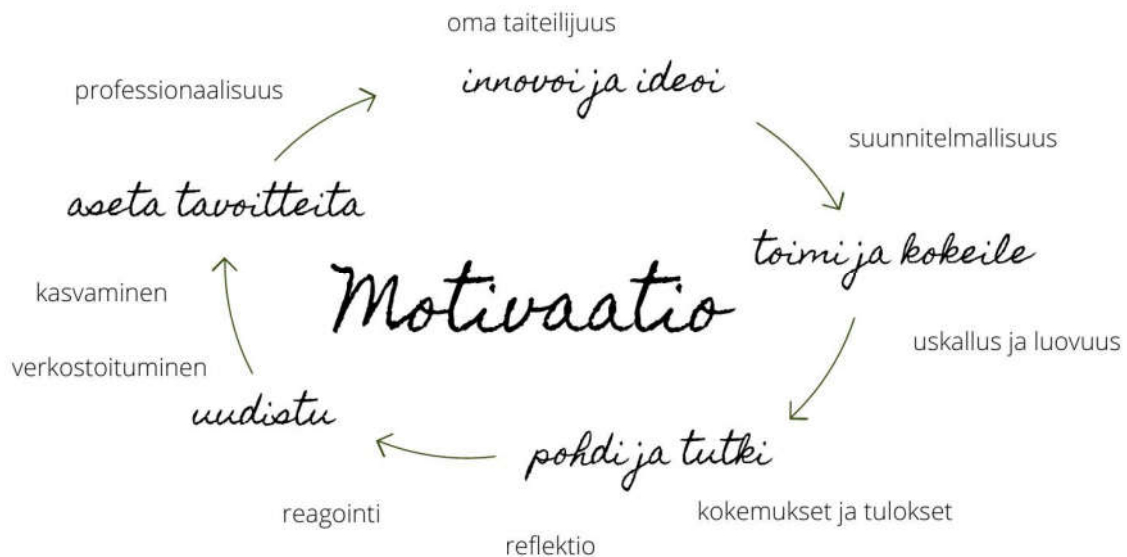 oma taiteilijuus
innovoi ja ideoi
professionaalisuus
suunnitelmallisuus
aseta tavoitteita
toimi ja kokeile
Motivaatio
kasvaminen
uskallus ja luovuus
verkostoituminen
uudistu
pohdi ja tutki
reagointi
kokemukset ja tulokset
reflektio